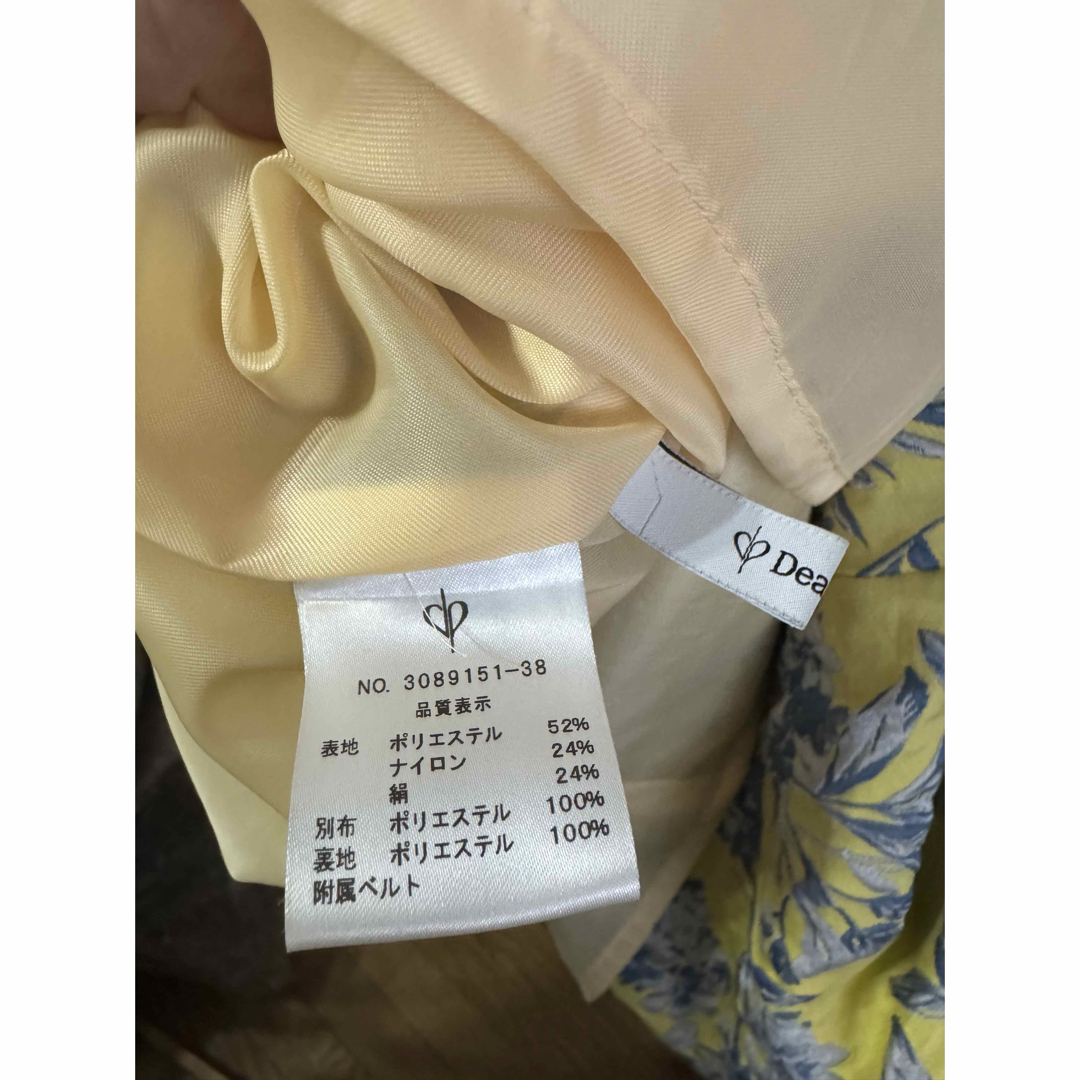 Dea
NO. 3089151-38
品質表示
表地 ポリエステル 52%
ナイロン 24%
絹 24%
別布 ポリエステル 100%
裏地 ポリエステル 100%
附属ベルト